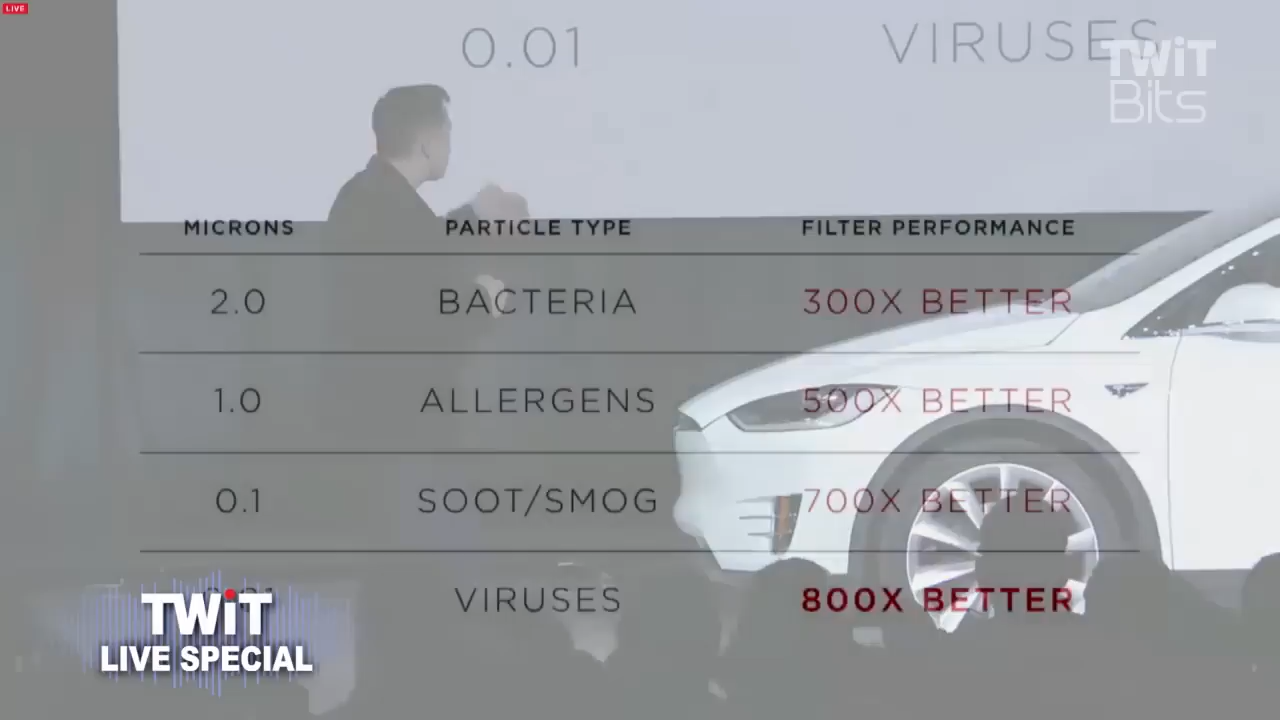 LIVE
0.01 VIRUSES
TWiT
Bits
MICRONS PARTICLE TYPE FILTER PERFORMANCE
2.0 BACTERIA 300X BETTER
1.0 ALLERGENS 500X BETTER
0.1 SOOT/SMOG 700X BETTER
VIRUSES 800X BETTER
TWiT
LIVE SPECIAL